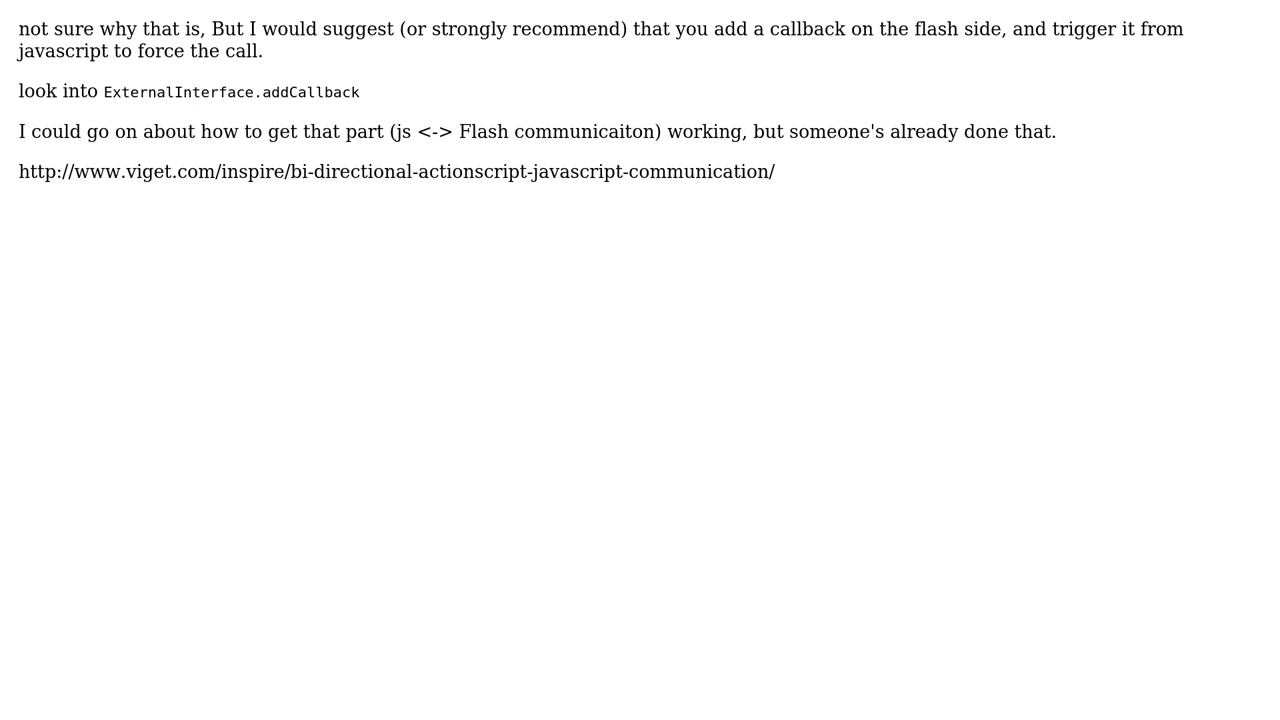 not sure why that is, But I would suggest (or strongly recommend) that you add a callback on the flash side, and trigger it from
javascript to force the call.
look into ExternalInterface.addCallback
I could go on about how to get that part (js <-> Flash communicaiton) working, but someone's already done that.
http://www.viget.com/inspire/bi-directional-actionscript-javascript-communication/